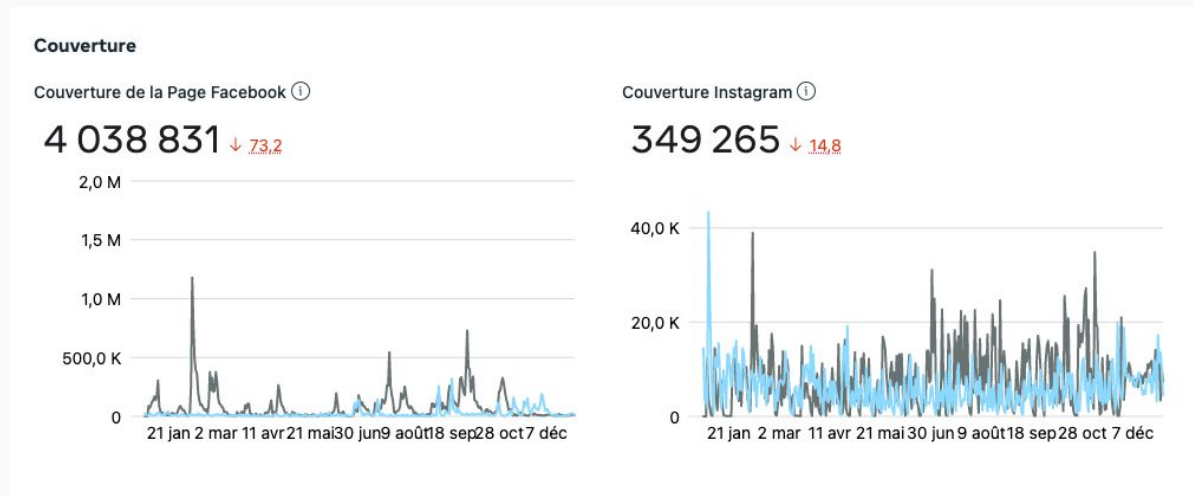 Couverture
Couverture de la Page Facebook
4 038 831 ↓ 73,2
2,0 M
1,5 M
1,0 M
500,0 K
0
21 jan 2 mar 11 avr 21 mai 30 jun 9 août 18 sep 28 oct 7 déc
Couverture Instagram
349 265 ↓ 14,8
40,0 K
20,0 K
0
21 jan 2 mar 11 avr 21 mai 30 jun 9 août 18 sep 28 oct 7 déc